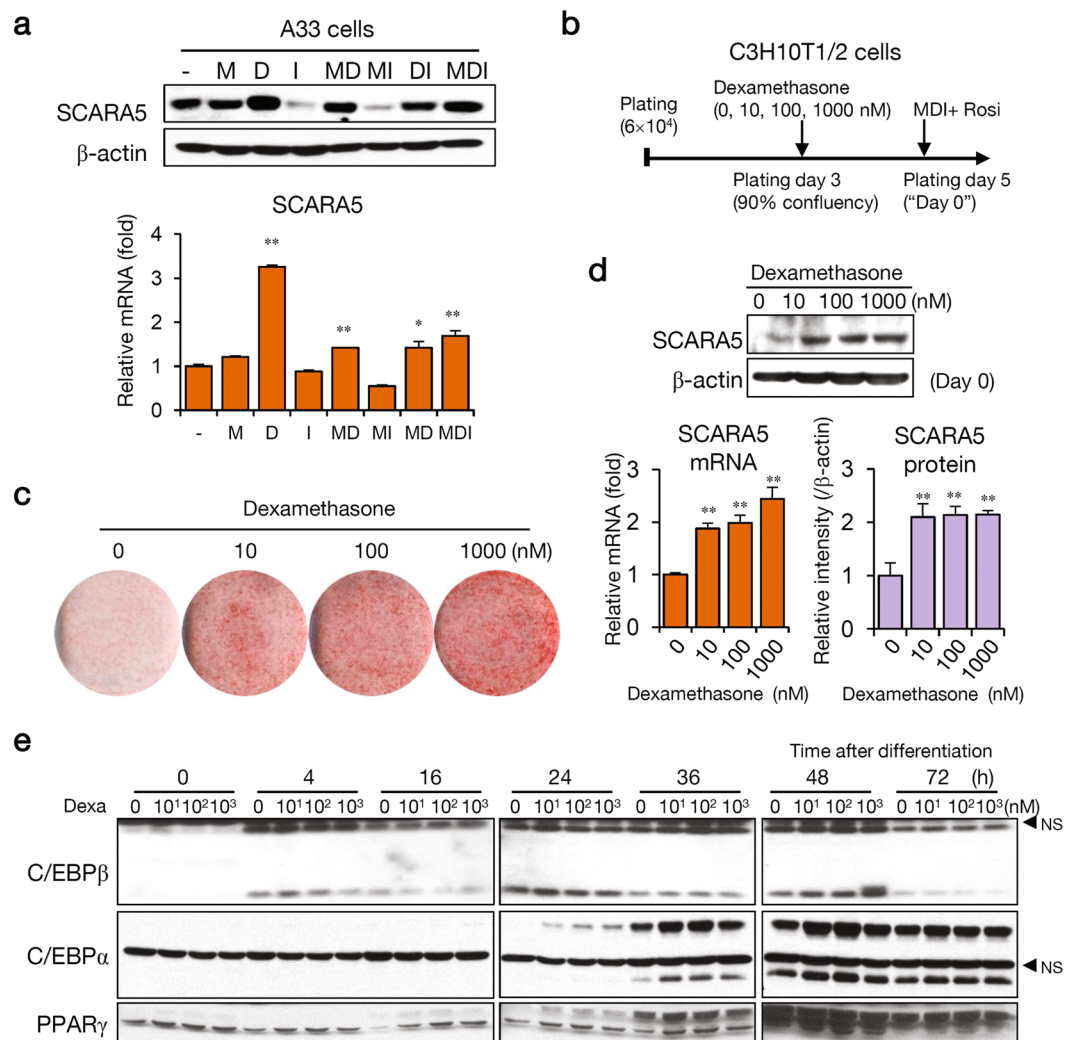 a
A33 cells
- M D I MD MI DI MDI
SCARA5
β-actin
SCARA5
Relative mRNA (fold)
4
3
2
1
0
**
**
*
**
- M D I MD MI MD MDI
b
C3H10T1/2 cells
Plating
(6×10⁴)
Dexamethasone
(0, 10, 100, 1000 nM)
MDI+ Rosi
Plating day 3
(90% confluency)
Plating day 5
(“Day 0”)
c
Dexamethasone
0 10 100 1000 (nM)
d
Dexamethasone
0 10 100 1000 (nM)
SCARA5
β-actin
(Day 0)
SCARA5
mRNA
Relative mRNA (fold)
3
2
1
0
** ** **
0 10 100 1000
Dexamethasone (nM)
SCARA5
protein
Relative intensity (/β-actin)
3
2
1
0
** ** **
0 10 100 1000
Dexamethasone (nM)
e
Time after differentiation
0 4 16 24 36 48 72 (h)
Dexa 0 10¹ 10² 10³ 0 10¹ 10² 10³ 0 10¹ 10² 10³ 0 10¹ 10² 10³ 0 10¹ 10² 10³ 0 10¹ 10² 10³ 0 10¹ 10² 10³ (nM)
NS
C/EBPβ
C/EBPα
NS
PPARγ